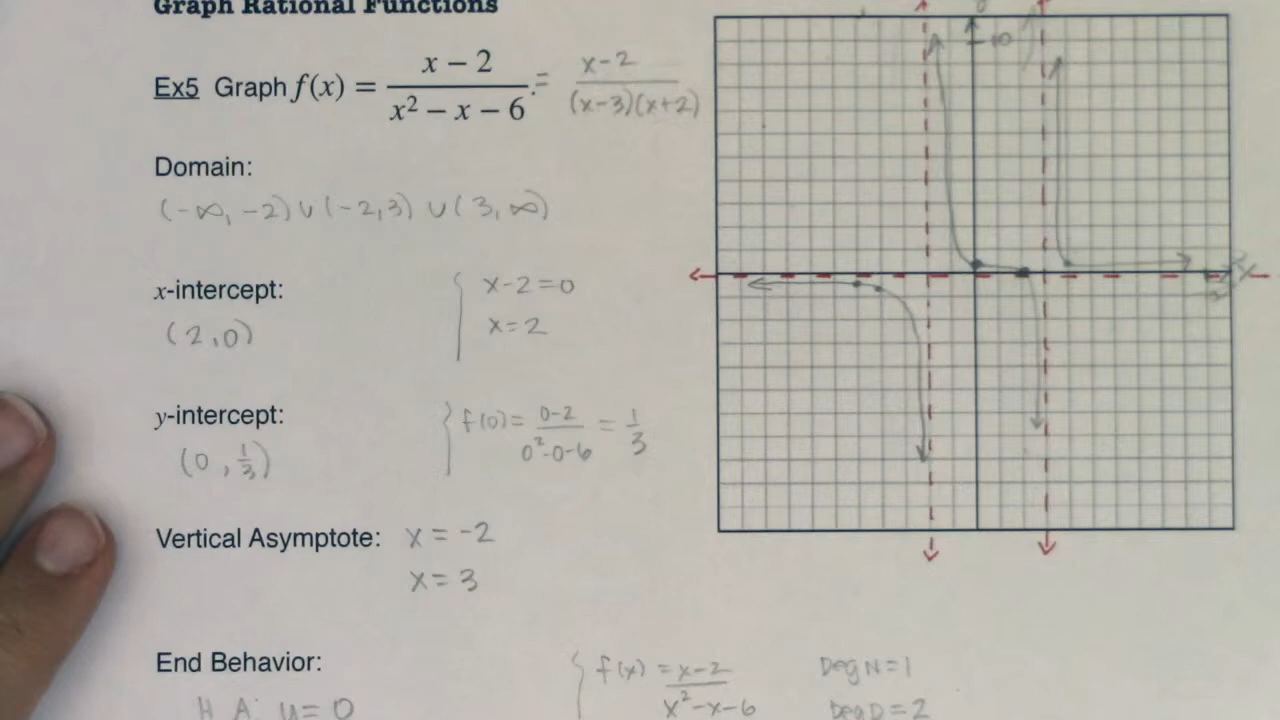 Graph Rational Functions
Ex5 Graph f(x) = (x − 2)/(x² − x − 6) = (x−2)/((x−3)(x+2))
Domain:
(-∞, -2) ∪ (-2,3) ∪ (3, ∞)
x-intercept:
(2,0)
x-2=0
x=2
y-intercept:
(0, 1/3)
f(0) = (0-2)/(0²-0-6) = 1/3
Vertical Asymptote: x = -2
x = 3
End Behavior:
H.A: y=0
f(x) = (x-2)/(x²-x-6)
Deg N=1
Deg D=2
10
x